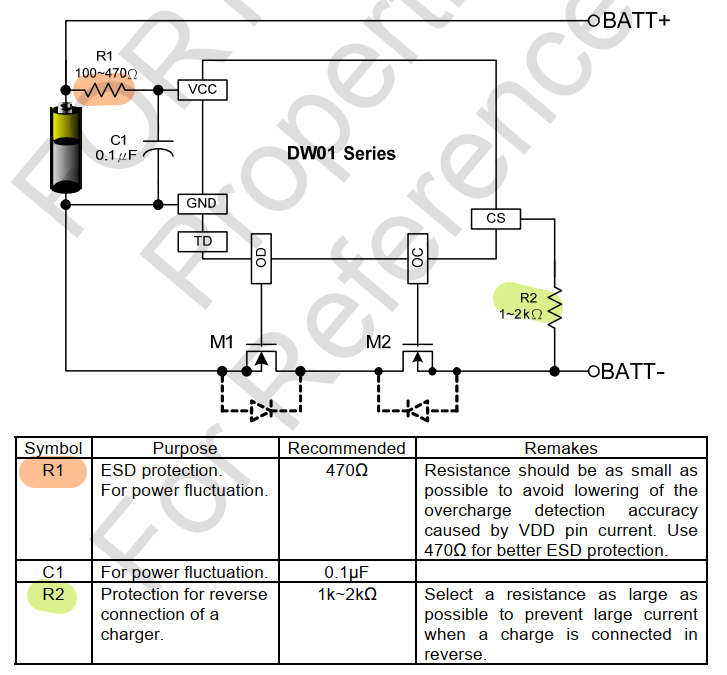 BATT+
R1
100~470Ω
VCC
C1
0.1μF
DW01 Series
GND
CS
TD
OD
OC
R2
1~2kΩ
M1
M2
BATT-
Symbol Purpose Recommended Remakes
R1 ESD protection. 470Ω Resistance should be as small as
For power fluctuation. possible to avoid lowering of the
overcharge detection accuracy
caused by VDD pin current. Use
470Ω for better ESD protection.
C1 For power fluctuation. 0.1μF
R2 Protection for reverse 1k~2kΩ Select a resistance as large as
connection of a possible to prevent large current
charger. when a charge is connected in
reverse.
FOR
Propert
For Reference